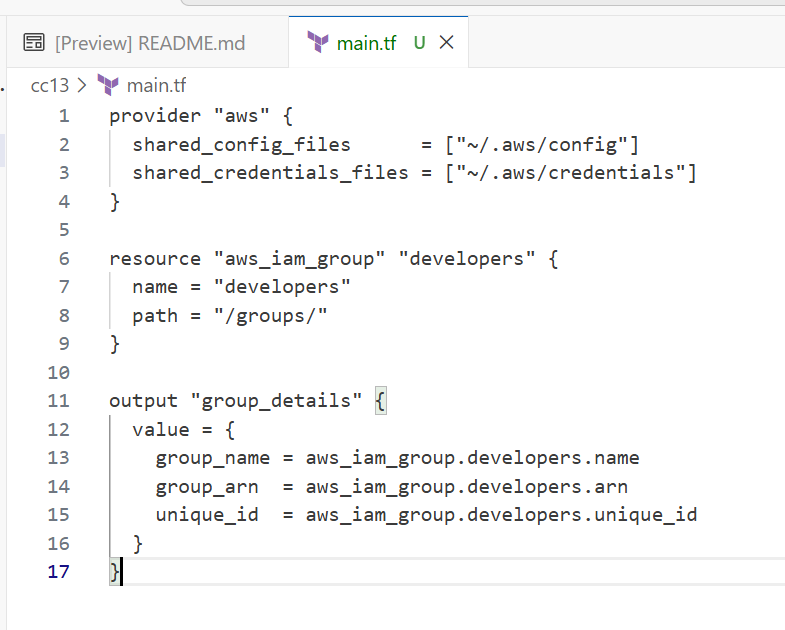 [Preview] README.md
main.tf U
cc13 > main.tf
1 provider "aws" {
2   shared_config_files      = ["~/.aws/config"]
3   shared_credentials_files = ["~/.aws/credentials"]
4 }
5
6 resource "aws_iam_group" "developers" {
7   name = "developers"
8   path = "/groups/"
9 }
10
11 output "group_details" {
12   value = {
13     group_name = aws_iam_group.developers.name
14     group_arn  = aws_iam_group.developers.arn
15     unique_id  = aws_iam_group.developers.unique_id
16   }
17 }